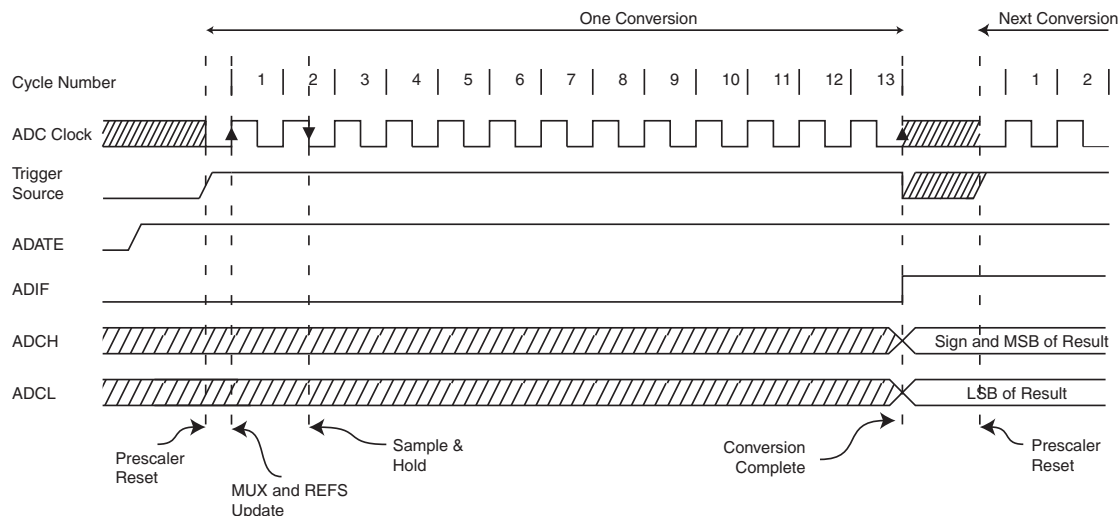 One Conversion
Next Conversion
Cycle Number
1 2 3 4 5 6 7 8 9 10 11 12 13 1 2
ADC Clock
Trigger
Source
ADATE
ADIF
ADCH
Sign and MSB of Result
ADCL
LSB of Result
Prescaler
Reset
MUX and REFS
Update
Sample &
Hold
Conversion
Complete
Prescaler
Reset